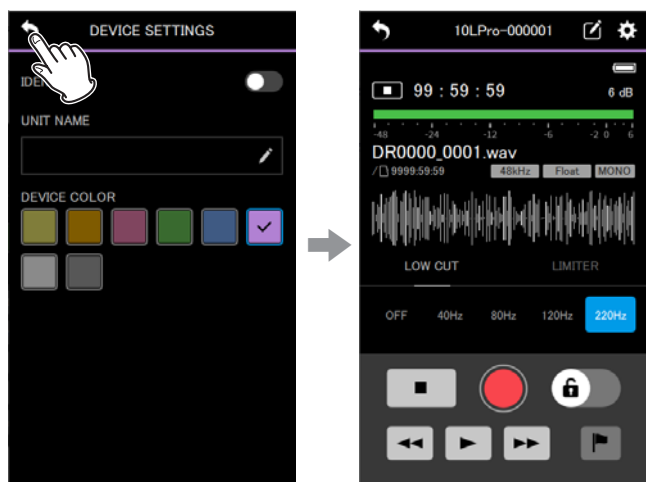 DEVICE SETTINGS
UNIT NAME
DEVICE COLOR
10LPro-000001
99 : 59 : 59
6 dB
-48 -24 -12 -6 -2 0 6
DR0000_0001.wav
/ 9999:59:59 48kHz Float MONO
LOW CUT LIMITER
OFF 40Hz 80Hz 120Hz 220Hz